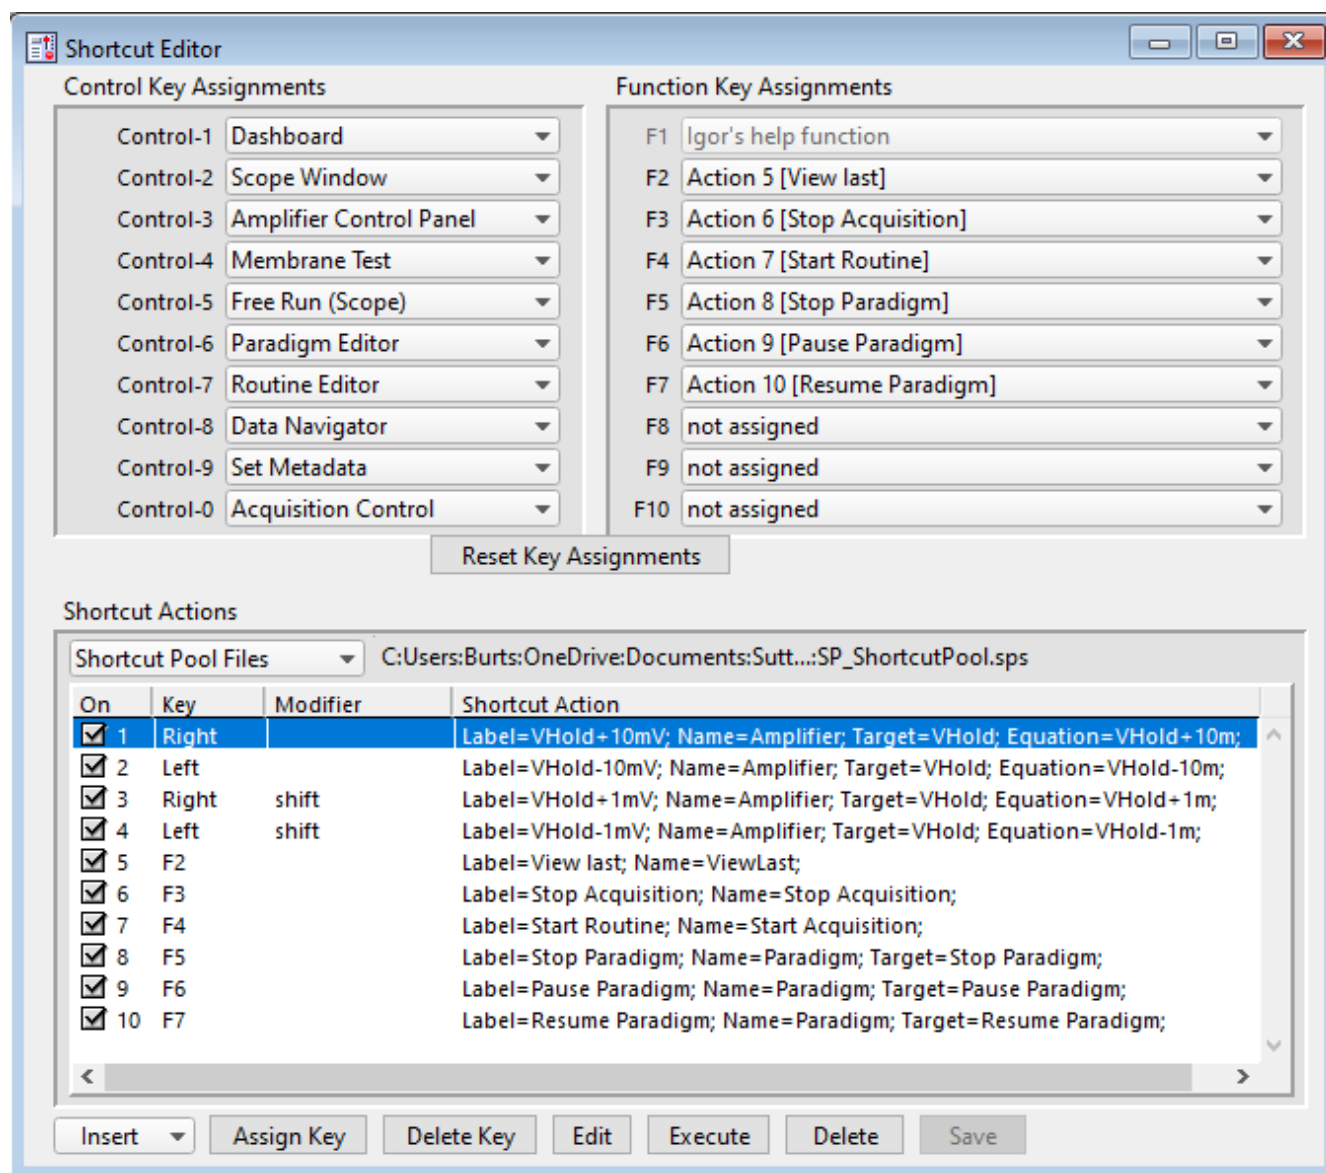 Shortcut Editor
Control Key Assignments
Control-1 Dashboard
Control-2 Scope Window
Control-3 Amplifier Control Panel
Control-4 Membrane Test
Control-5 Free Run (Scope)
Control-6 Paradigm Editor
Control-7 Routine Editor
Control-8 Data Navigator
Control-9 Set Metadata
Control-0 Acquisition Control
Function Key Assignments
F1 Igor's help function
F2 Action 5 [View last]
F3 Action 6 [Stop Acquisition]
F4 Action 7 [Start Routine]
F5 Action 8 [Stop Paradigm]
F6 Action 9 [Pause Paradigm]
F7 Action 10 [Resume Paradigm]
F8 not assigned
F9 not assigned
F10 not assigned
Reset Key Assignments
Shortcut Actions
Shortcut Pool Files C:Users:Burts:OneDrive:Documents:Sutt...:SP_ShortcutPool.sps
On Key Modifier Shortcut Action
1 Right Label=VHold+10mV; Name=Amplifier; Target=VHold; Equation=VHold+10m;
2 Left Label=VHold-10mV; Name=Amplifier; Target=VHold; Equation=VHold-10m;
3 Right shift Label=VHold+1mV; Name=Amplifier; Target=VHold; Equation=VHold+1m;
4 Left shift Label=VHold-1mV; Name=Amplifier; Target=VHold; Equation=VHold-1m;
5 F2 Label=View last; Name=ViewLast;
6 F3 Label=Stop Acquisition; Name=Stop Acquisition;
7 F4 Label=Start Routine; Name=Start Acquisition;
8 F5 Label=Stop Paradigm; Name=Paradigm; Target=Stop Paradigm;
9 F6 Label=Pause Paradigm; Name=Paradigm; Target=Pause Paradigm;
10 F7 Label=Resume Paradigm; Name=Paradigm; Target=Resume Paradigm;
Insert Assign Key Delete Key Edit Execute Delete Save